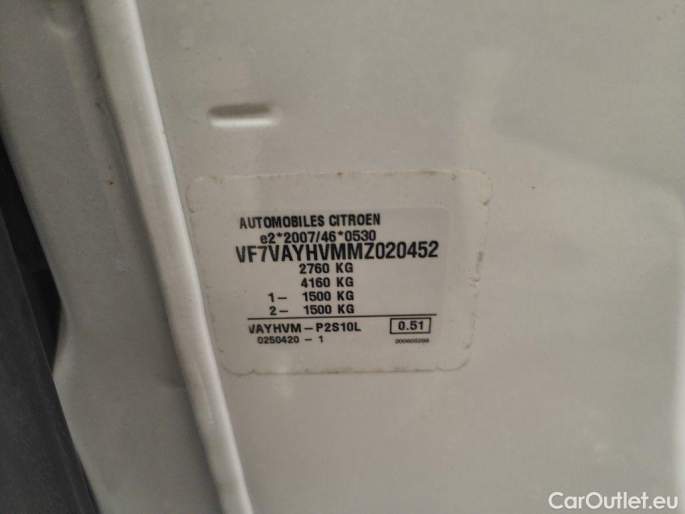 AUTOMOBILES CITROEN
e2*2007/46*0530
VF7VAYHVMMZ020452
2760 KG
4160 KG
1- 1500 KG
2- 1500 KG
VAYHVM-P2S10L 0.51
0250420 - 1
CarOutlet.eu